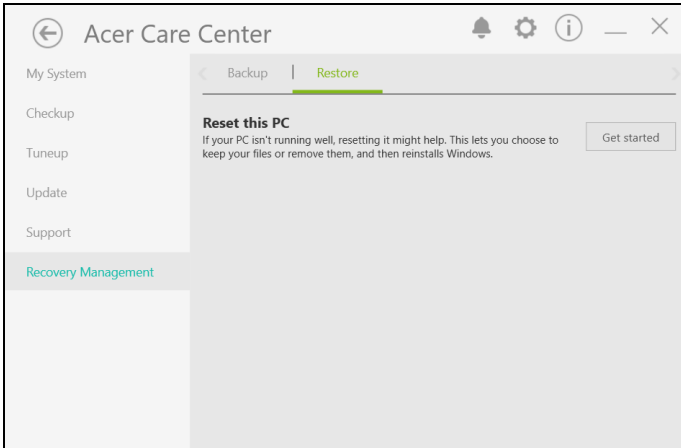 Acer Care Center
My System
Checkup
Tuneup
Update
Support
Recovery Management
Backup | Restore
Reset this PC
If your PC isn't running well, resetting it might help. This lets you choose to
keep your files or remove them, and then reinstalls Windows.
Get started